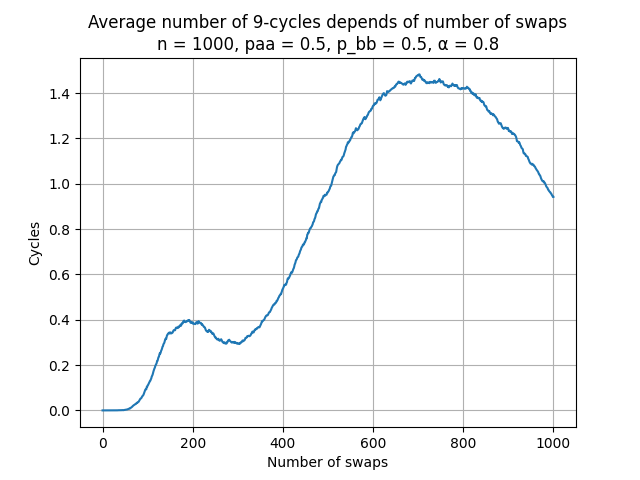 Average number of 9-cycles depends of number of swaps
n = 1000, paa = 0.5, p_bb = 0.5, α = 0.8
1.4
1.2
1.0
0.8
0.6
0.4
0.2
0.0
Cycles
0 200 400 600 800 1000
Number of swaps